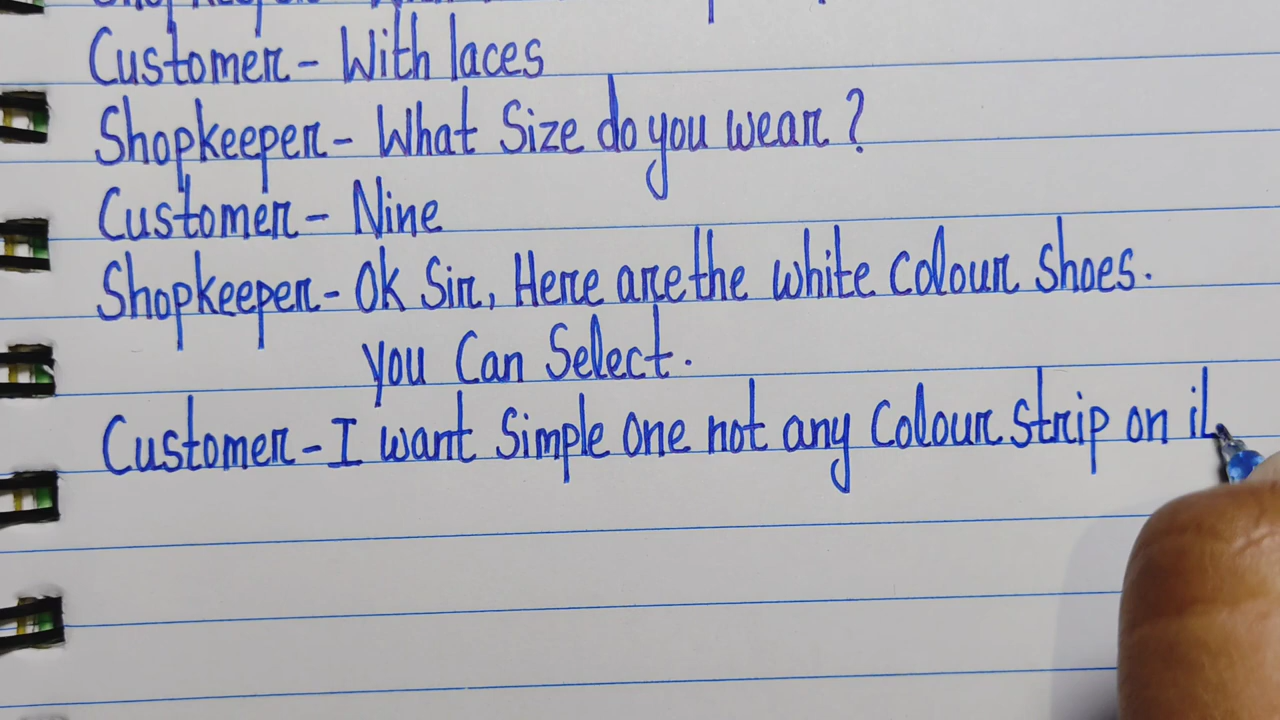 Customer - With laces
Shopkeeper - What Size do you wear ?
Customer - Nine
Shopkeeper - Ok Sir, Here are the white Colour Shoes.
you Can Select.
Customer - I want Simple One not any Colour Strip on